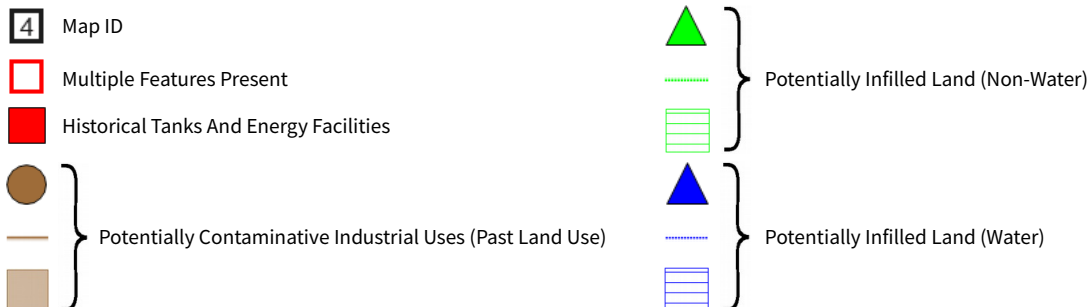 4 Map ID
Multiple Features Present
Historical Tanks And Energy Facilities
Potentially Contaminative Industrial Uses (Past Land Use)
Potentially Infilled Land (Non-Water)
Potentially Infilled Land (Water)